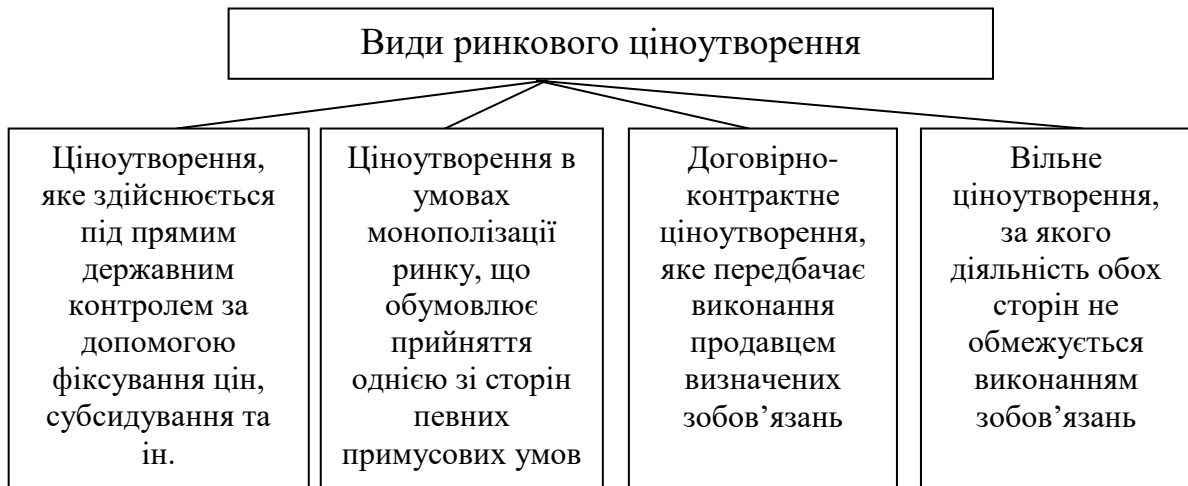 Види ринкового ціноутворення
Ціноутворення,
яке здійснюється
під прямим
державним
контролем за
допомогою
фіксування цін,
субсидування та
ін.
Ціноутворення в
умовах
монополізації
ринку, що
обумовлює
прийняття
однією зі сторін
певних
примусових умов
Договірно-
контрактне
ціноутворення,
яке передбачає
виконання
продавцем
визначених
зобов’язань
Вільне
ціноутворення,
за якого
діяльність обох
сторін не
обмежується
виконанням
зобов’язань